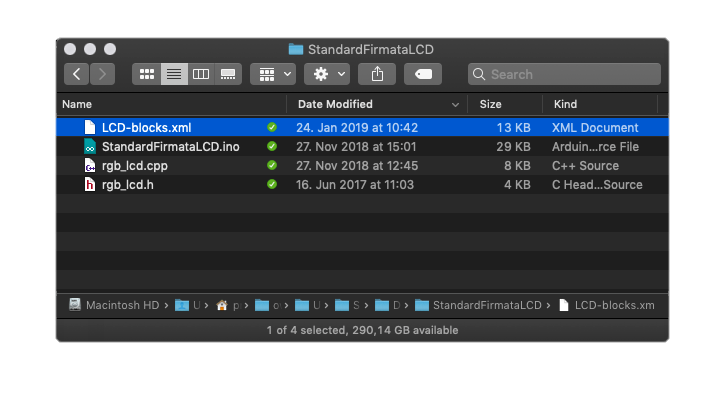 StandardFirmataLCD
Search
Name Date Modified Size Kind
LCD-blocks.xml 24. Jan 2019 at 10:42 13 KB XML Document
StandardFirmataLCD.ino 27. Nov 2018 at 15:01 29 KB Arduin...rce File
rgb_lcd.cpp 27. Nov 2018 at 12:45 8 KB C++ Source
rgb_lcd.h 16. Jun 2017 at 11:03 4 KB C Head...Source
Macintosh HD › U › p › o › U › S › D › StandardFirmataLCD › LCD-blocks.xm
1 of 4 selected, 290,14 GB available